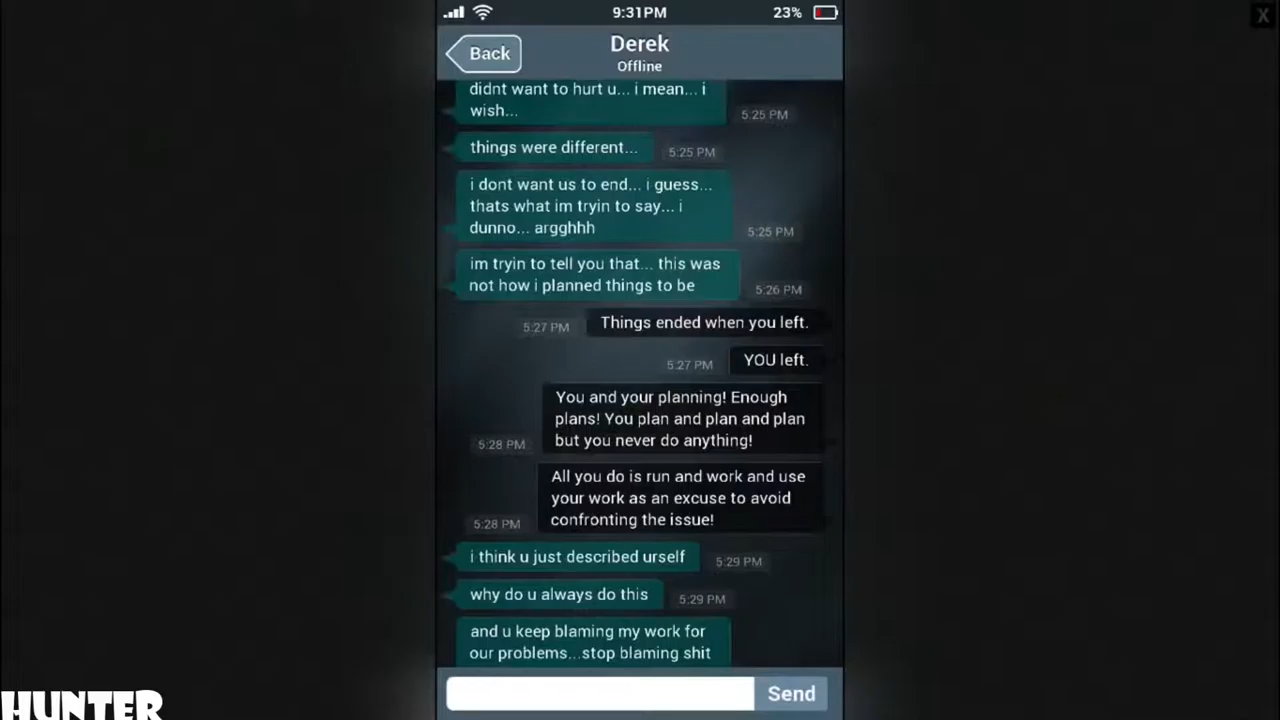 9:31PM
23%
X
Back
Derek
Offline
didnt want to hurt u... i mean... i
wish...
5:25 PM
things were different...
5:25 PM
i dont want us to end... i guess...
thats what im tryin to say... i
dunno... argghhh
5:25 PM
im tryin to tell you that... this was
not how i planned things to be
5:26 PM
5:27 PM
Things ended when you left.
5:27 PM
YOU left.
You and your planning! Enough
plans! You plan and plan and plan
but you never do anything!
5:28 PM
All you do is run and work and use
your work as an excuse to avoid
confronting the issue!
5:28 PM
i think u just described urself
5:29 PM
why do u always do this
5:29 PM
and u keep blaming my work for
our problems...stop blaming shit
Send
HUNTER